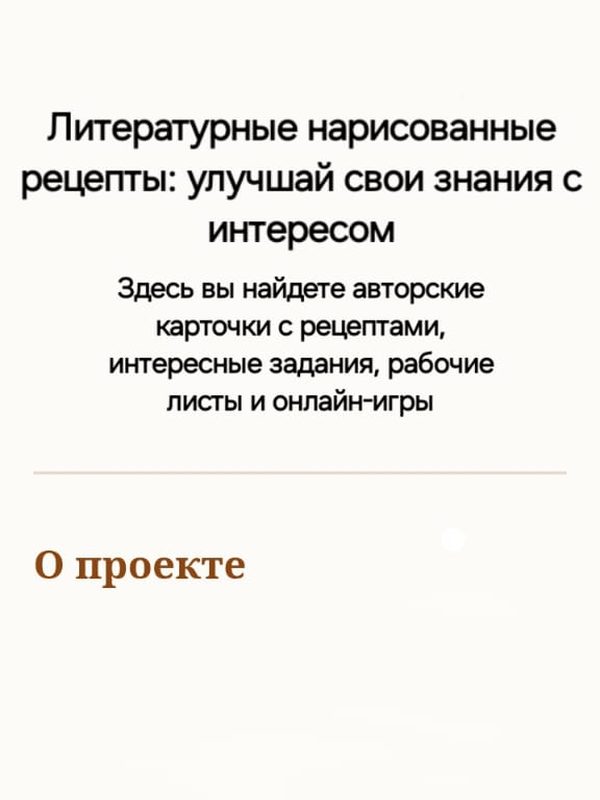 Литературные нарисованные
рецепты: улучшай свои знания с
интересом
Здесь вы найдете авторские
карточки с рецептами,
интересные задания, рабочие
листы и онлайн-игры
О проекте